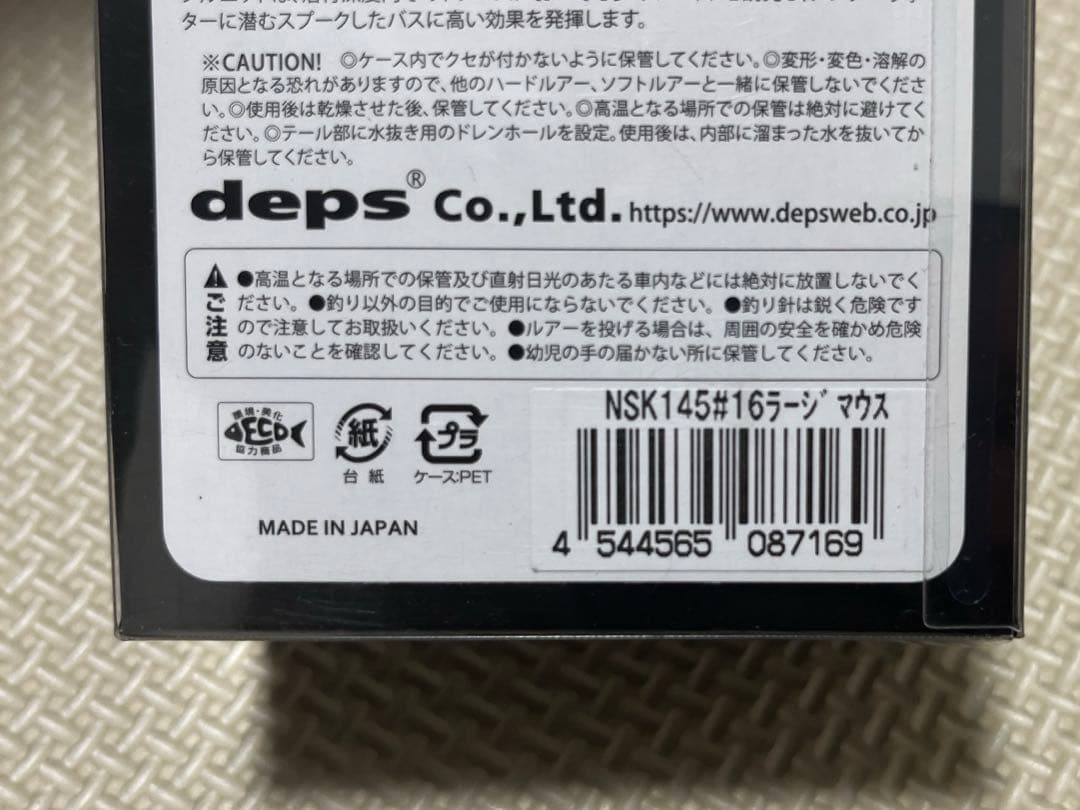 ターに潜むスプークしたバスに高い効果を発揮します。
※CAUTION! ◎ケース内でクセが付かないように保管してください。◎変形・変色・溶解の
原因となる恐れがありますので、他のハードルアー、ソフトルアーと一緒に保管しないでくださ
い。◎使用後は乾燥させた後、保管してください。◎高温となる場所での保管は絶対に避けてく
ださい。◎テール部に水抜き用のドレンホールを設定。使用後は、内部に溜まった水を抜いてか
ら保管してください。
deps® Co.,Ltd. https://www.depsweb.co.jp
⚠ご注意
●高温となる場所での保管及び直射日光のあたる車内などには絶対に放置しないでく
ださい。●釣り以外の目的でご使用にならないでください。●釣り針は鋭く危険です
ので注意してお取扱いください。●ルアーを投げる場合は、周囲の安全を確かめ危険
のないことを確認してください。●幼児の手の届かない所に保管してください。
NSK145#16ラージマウス
環境・美化
ECO
協力商品
紙
台紙
プラ
ケース:PET
MADE IN JAPAN
4 544565 087169